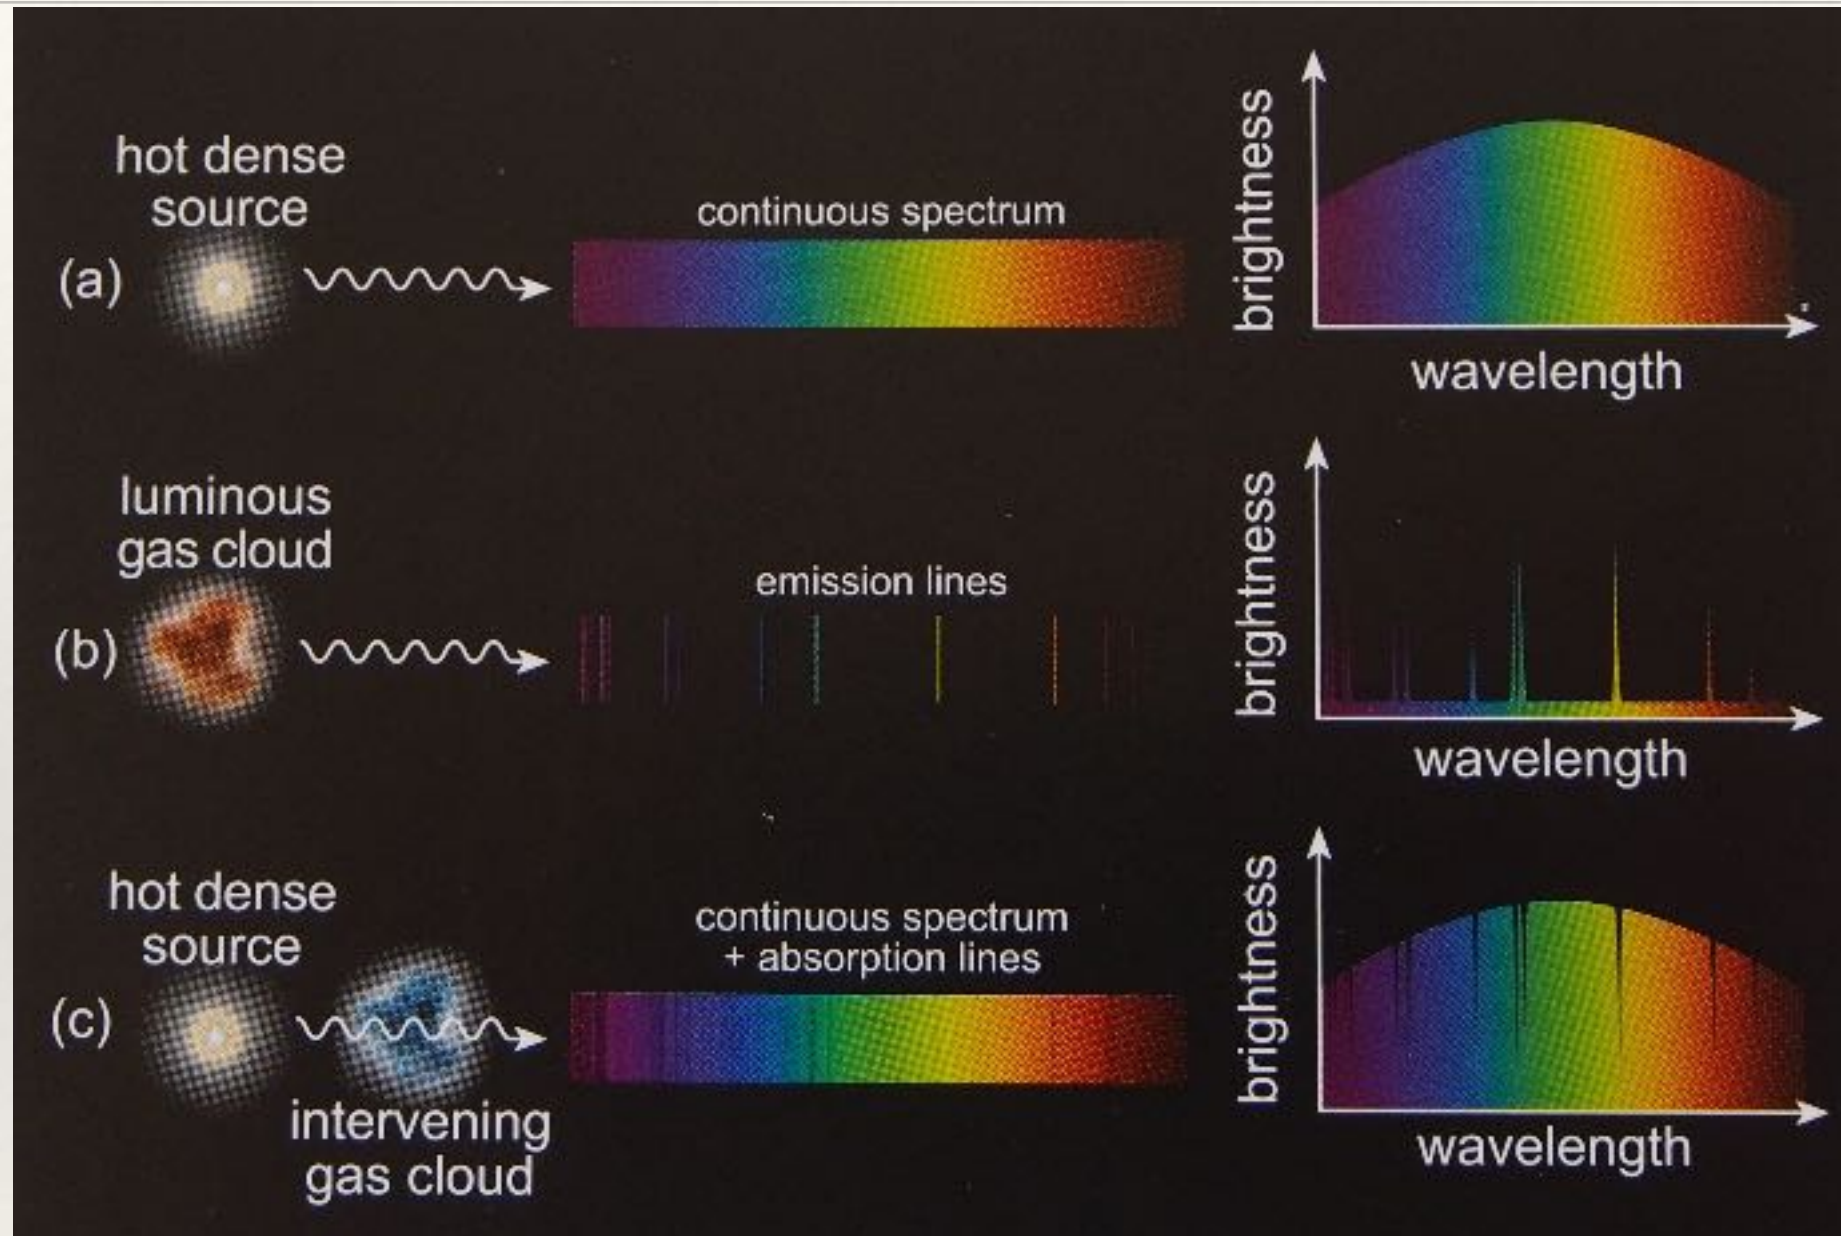 hot dense
source
(a)
continuous spectrum
brightness
wavelength
luminous
gas cloud
(b)
emission lines
brightness
wavelength
hot dense
source
(c)
intervening
gas cloud
continuous spectrum
+ absorption lines
brightness
wavelength